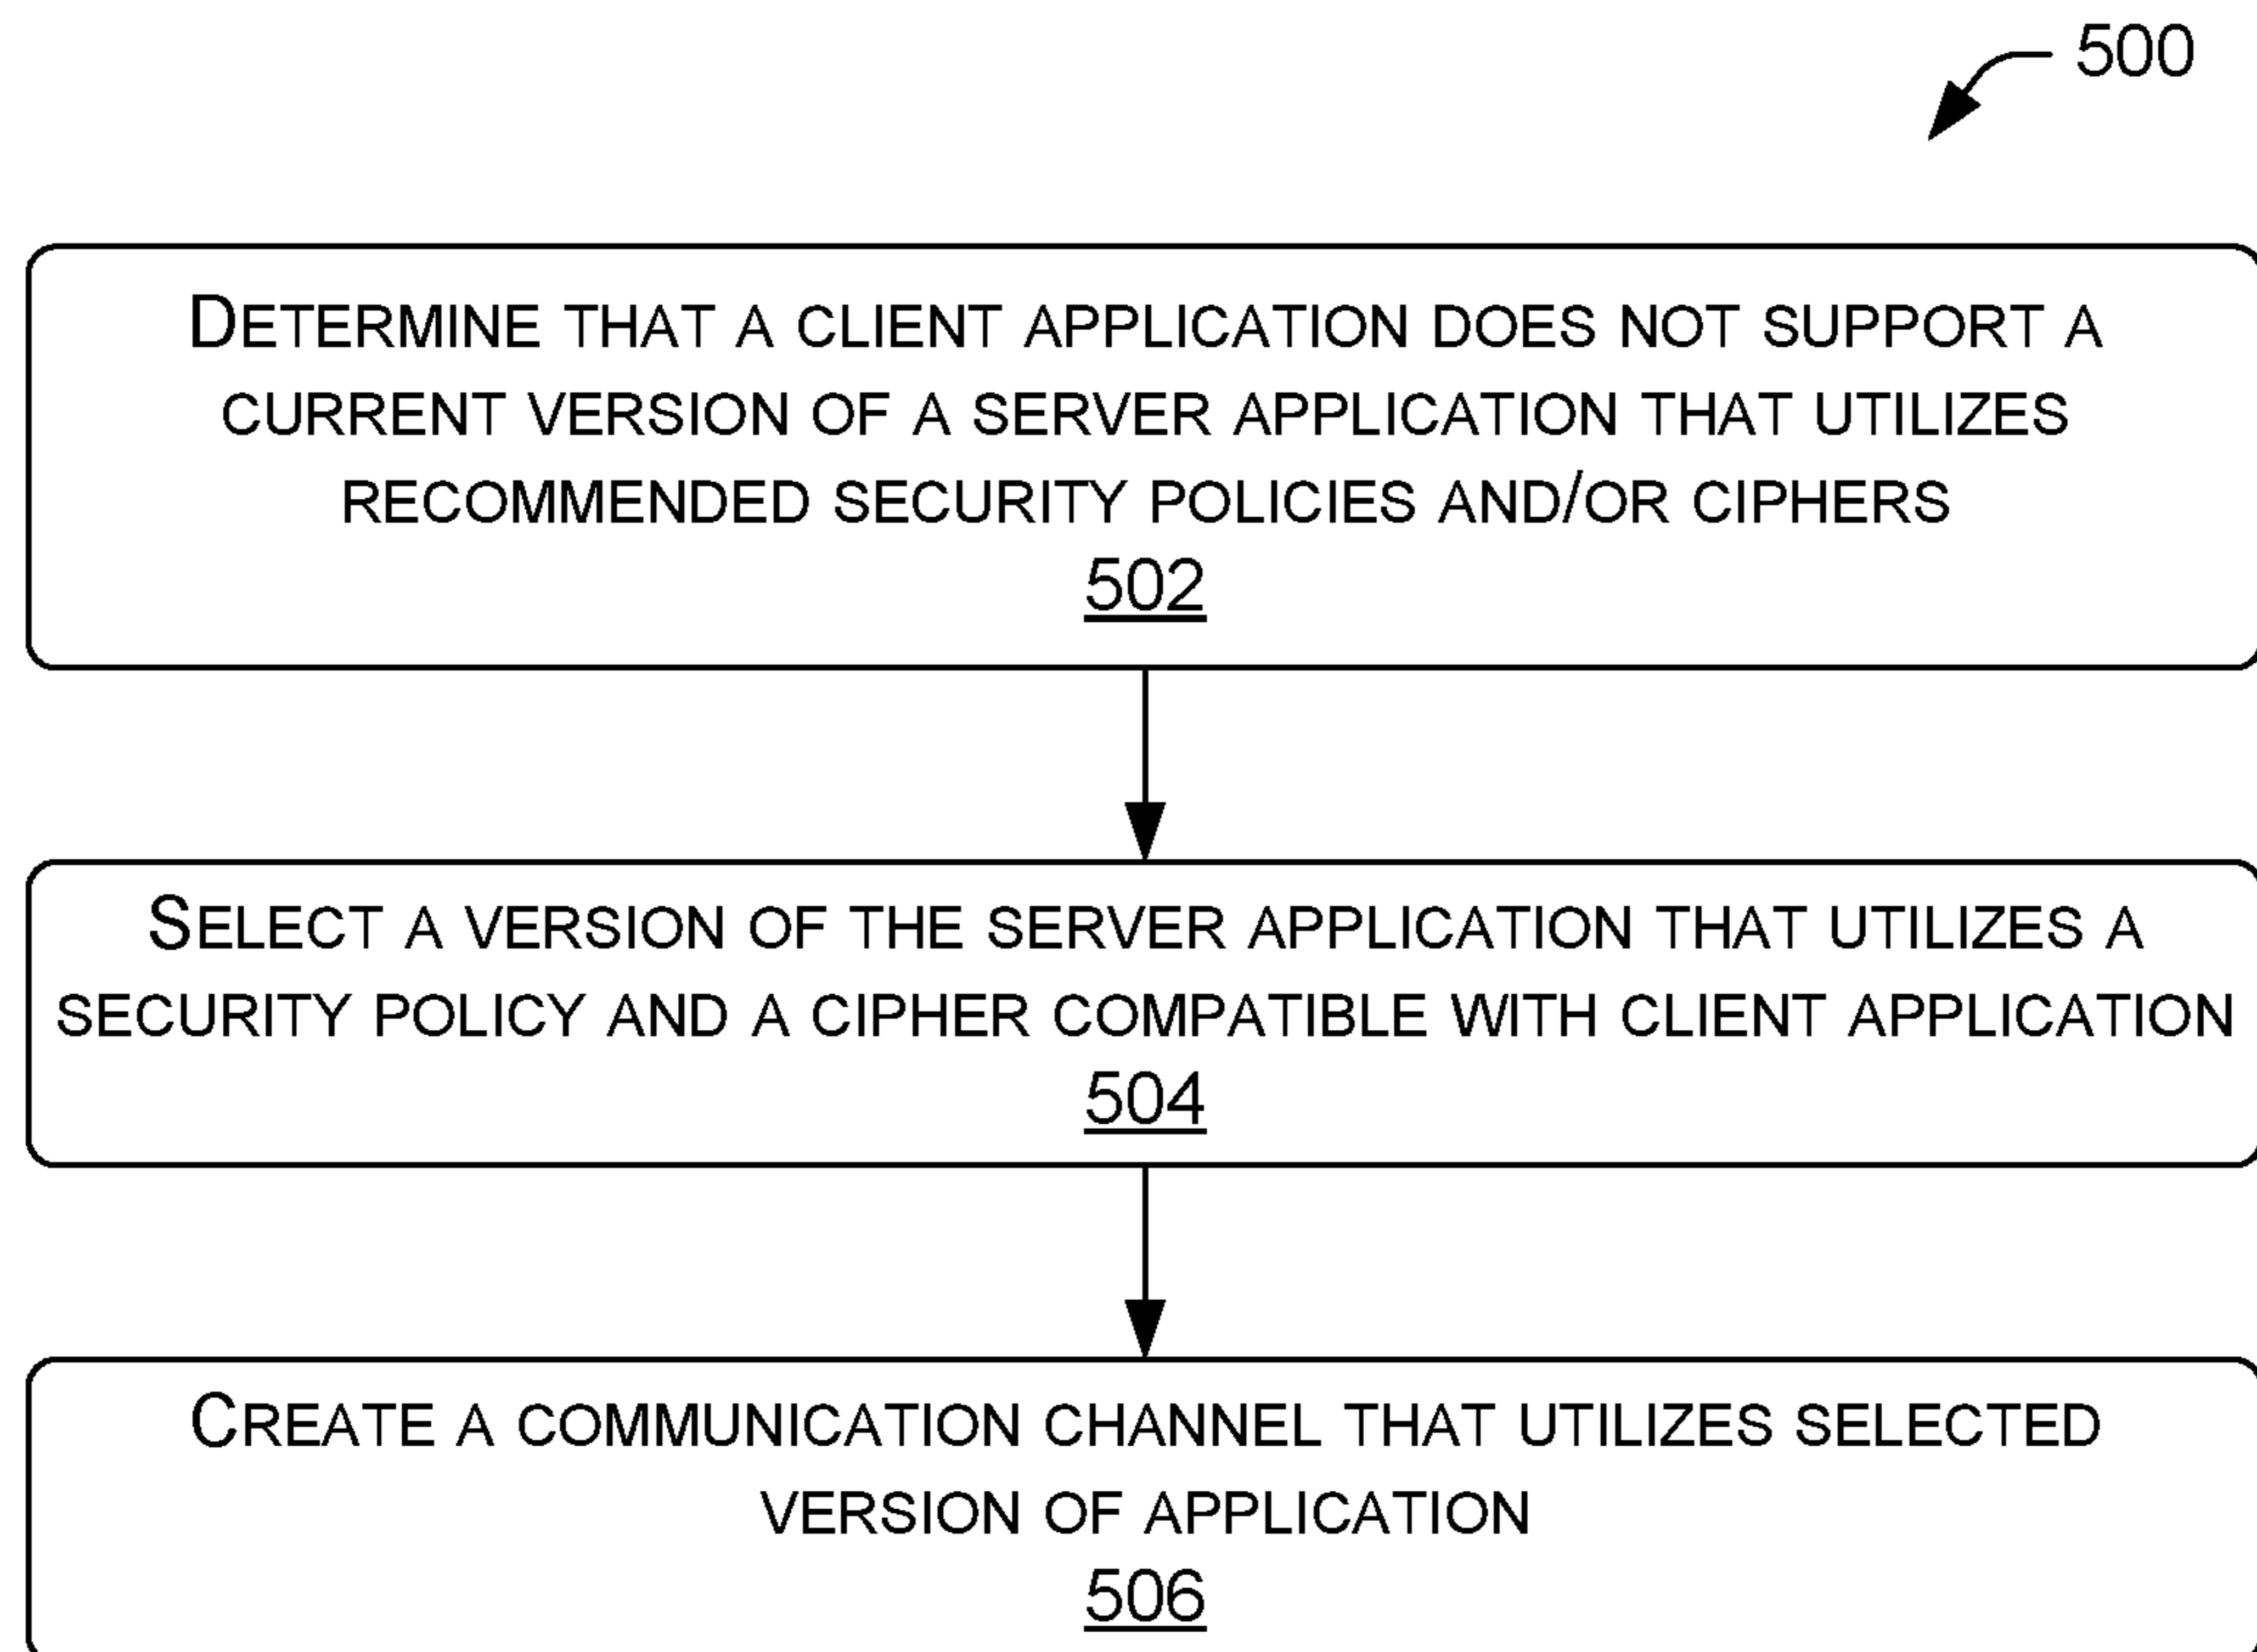 500
DETERMINE THAT A CLIENT APPLICATION DOES NOT SUPPORT A
CURRENT VERSION OF A SERVER APPLICATION THAT UTILIZES
RECOMMENDED SECURITY POLICIES AND/OR CIPHERS
502
SELECT A VERSION OF THE SERVER APPLICATION THAT UTILIZES A
SECURITY POLICY AND A CIPHER COMPATIBLE WITH CLIENT APPLICATION
504
CREATE A COMMUNICATION CHANNEL THAT UTILIZES SELECTED
VERSION OF APPLICATION
506